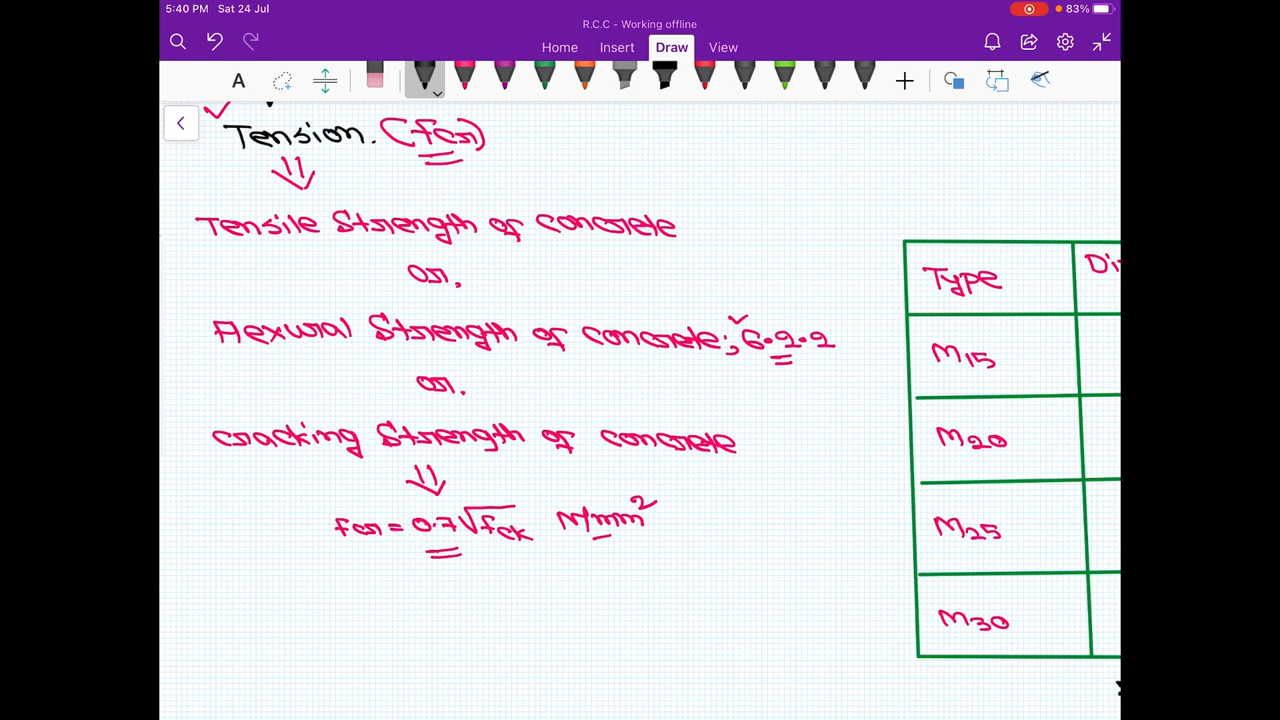 5:40 PM Sat 24 Jul
83%
R.C.C - Working offline
Home Insert Draw View
A
Tension. (fcr)
Tensile Strength of concrete
or.
Flexural Strength of concrete:, 6.2.2
or.
cracking Strength of concrete
fcr = 0.7√fck N/mm²
Type
Di
M15
M20
M25
M30